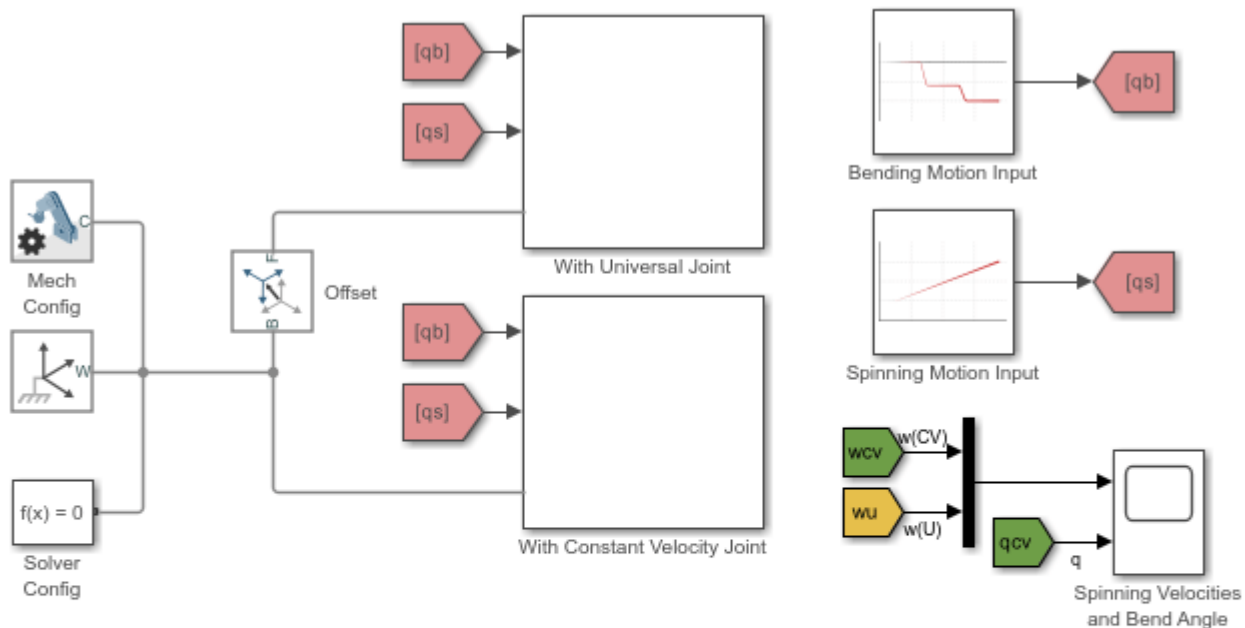 [qb]
[qs]
With Universal Joint
C
Mech
Config
F
Offset
B
W
f(x) = 0
Solver
Config
[qb]
[qs]
With Constant Velocity Joint
[qb]
Bending Motion Input
[qs]
Spinning Motion Input
wcv
w(CV)
wu
w(U)
qcv
q
Spinning Velocities
and Bend Angle